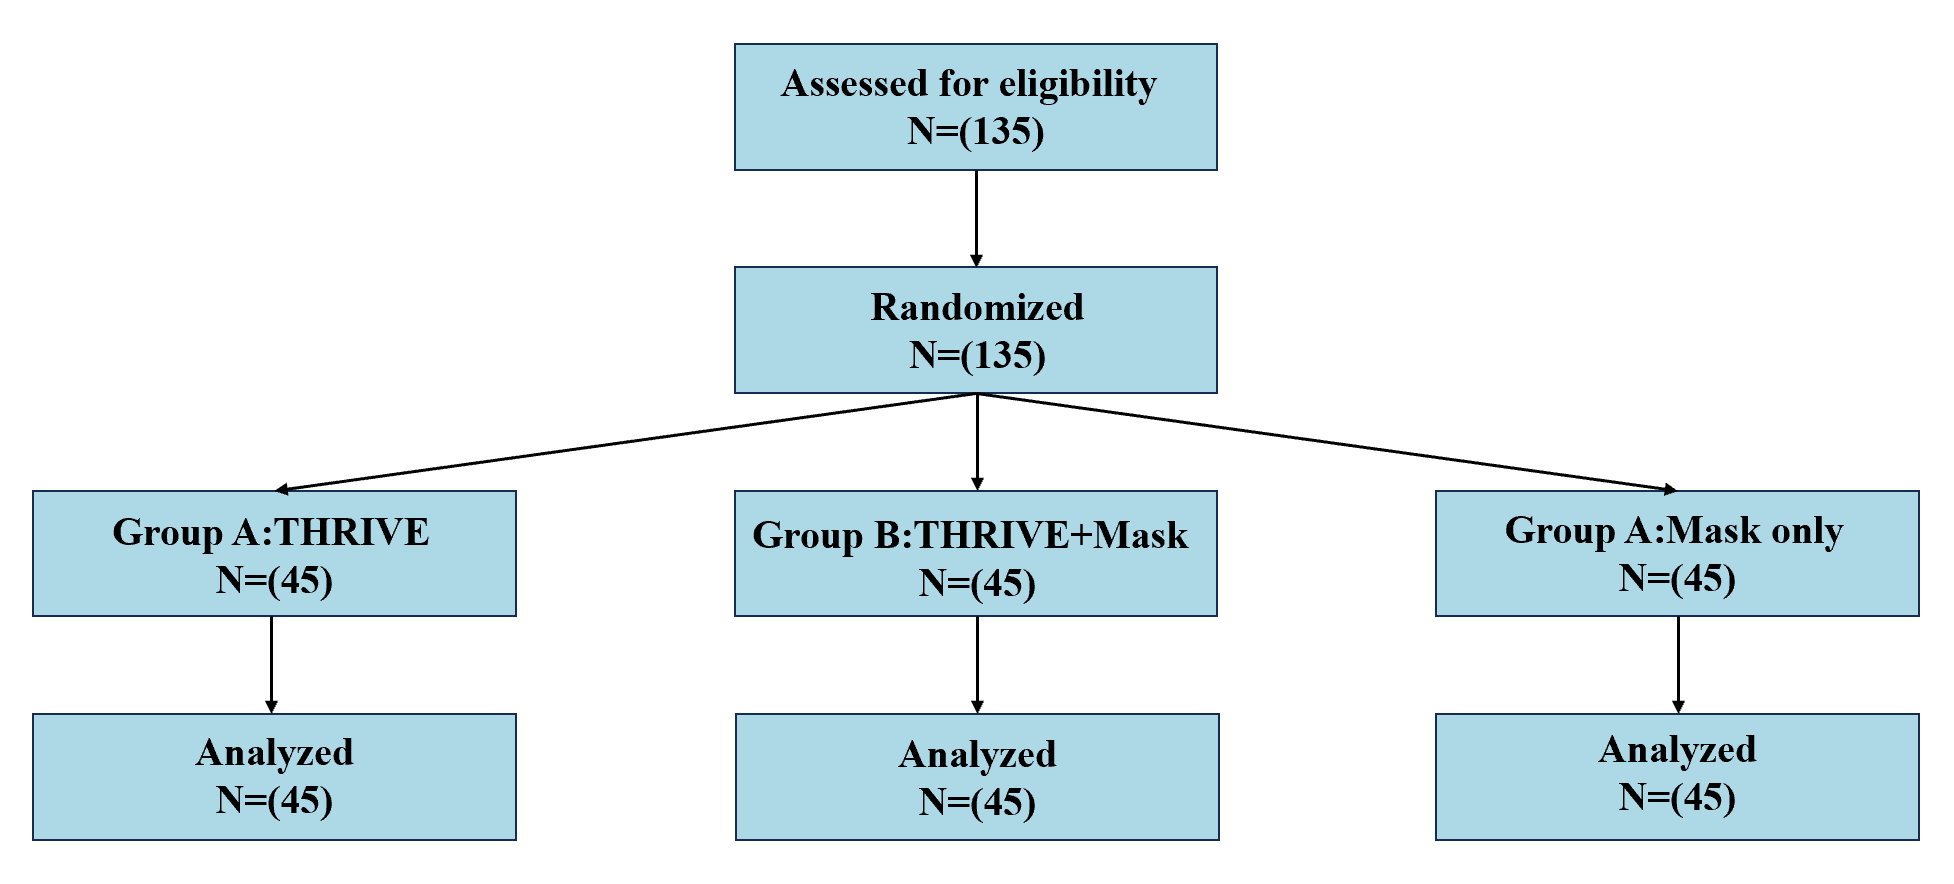 Assessed for eligibility
N=(135)
Randomized
N=(135)
Group A:THRIVE
N=(45)
Group B:THRIVE+Mask
N=(45)
Group A:Mask only
N=(45)
Analyzed
N=(45)
Analyzed
N=(45)
Analyzed
N=(45)